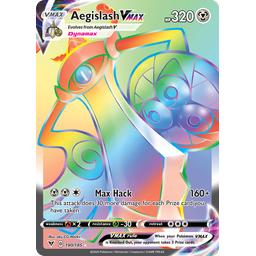 VMAX Aegislash VMAX HP 320
Evolves from Aegislash V
Dynamax
Max Hack 160+
This attack does 30 more damage for each Prize card you
have taken.
weakness ×2 resistance -30 retreat
VMAX rule
When your Pokémon VMAX
is Knocked Out, your opponent takes 3 Prize cards.
190/185